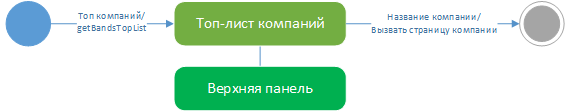 Топ компаний/
getBandsTopList
Топ-лист компаний
Название компании/
Вызвать страницу компании
Верхняя панель